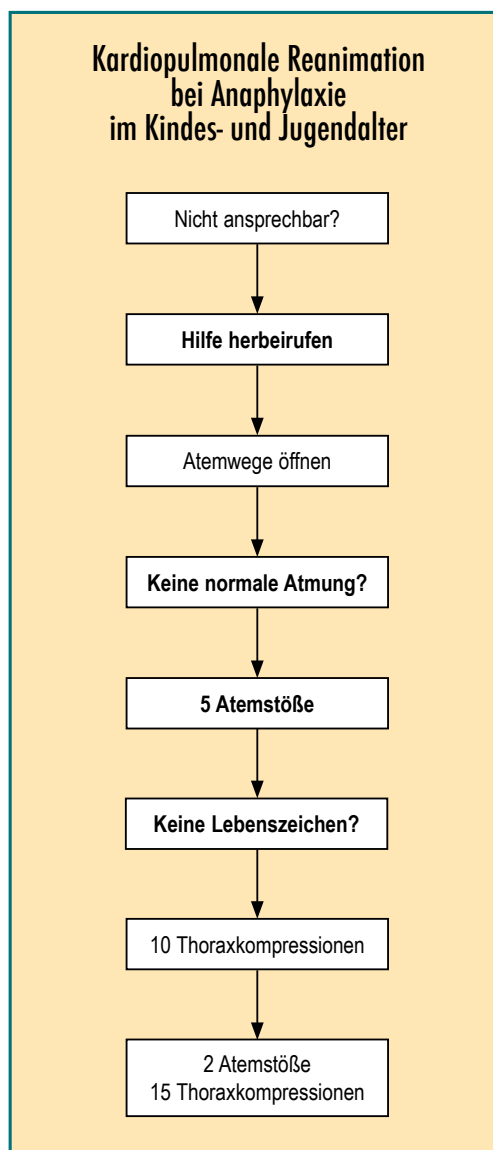 Kardiopulmonale Reanimation
bei Anaphylaxie
im Kindes- und Jugendalter
Nicht ansprechbar?
Hilfe herbeirufen
Atemwege öffnen
Keine normale Atmung?
5 Atemstöße
Keine Lebenszeichen?
10 Thoraxkompressionen
2 Atemstöße
15 Thoraxkompressionen